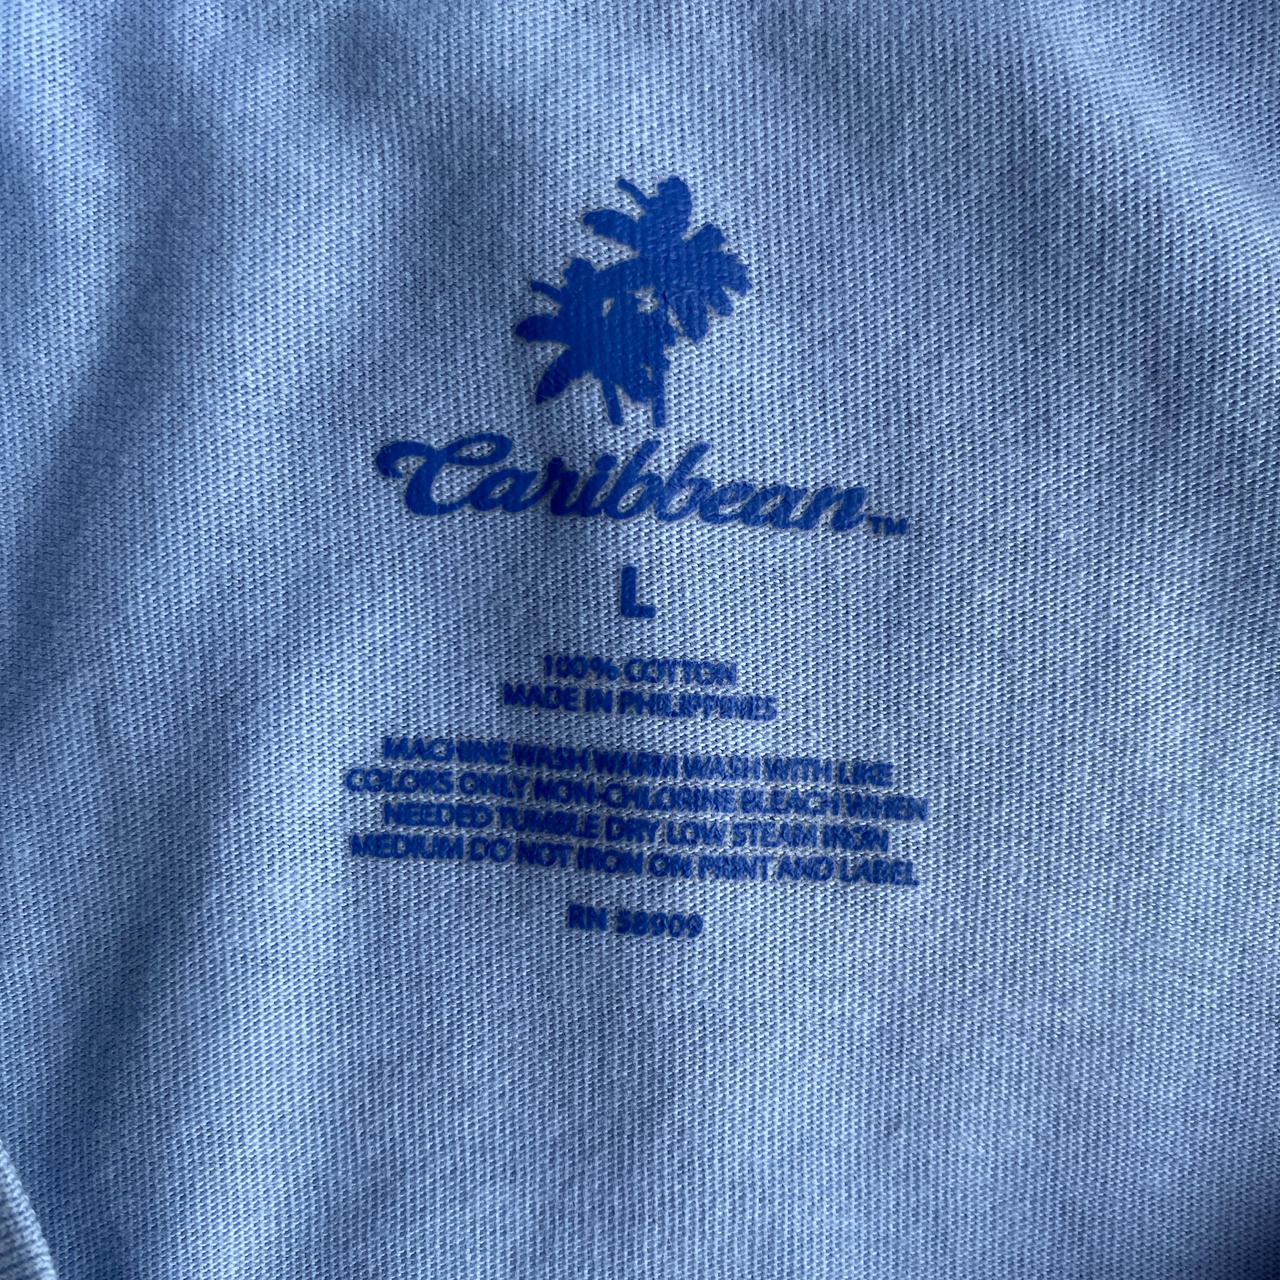 Caribbean™
L
100% COTTON
MADE IN PHILIPPINES
MACHINE WASH WARM WASH WITH LIKE
COLORS ONLY NON-CHLORINE BLEACH WHEN
NEEDED TUMBLE DRY LOW STEAM IRON
MEDIUM DO NOT IRON ON PRINT AND LABEL
RN 58909